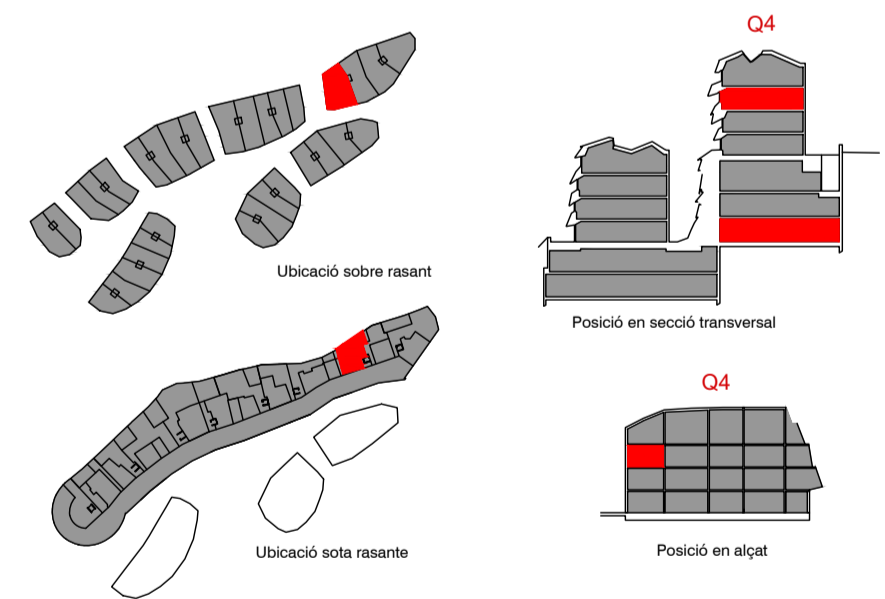 Q4
Ubicació sobre rasant
Posició en secció transversal
Q4
Ubicació sota rasante
Posició en alçat